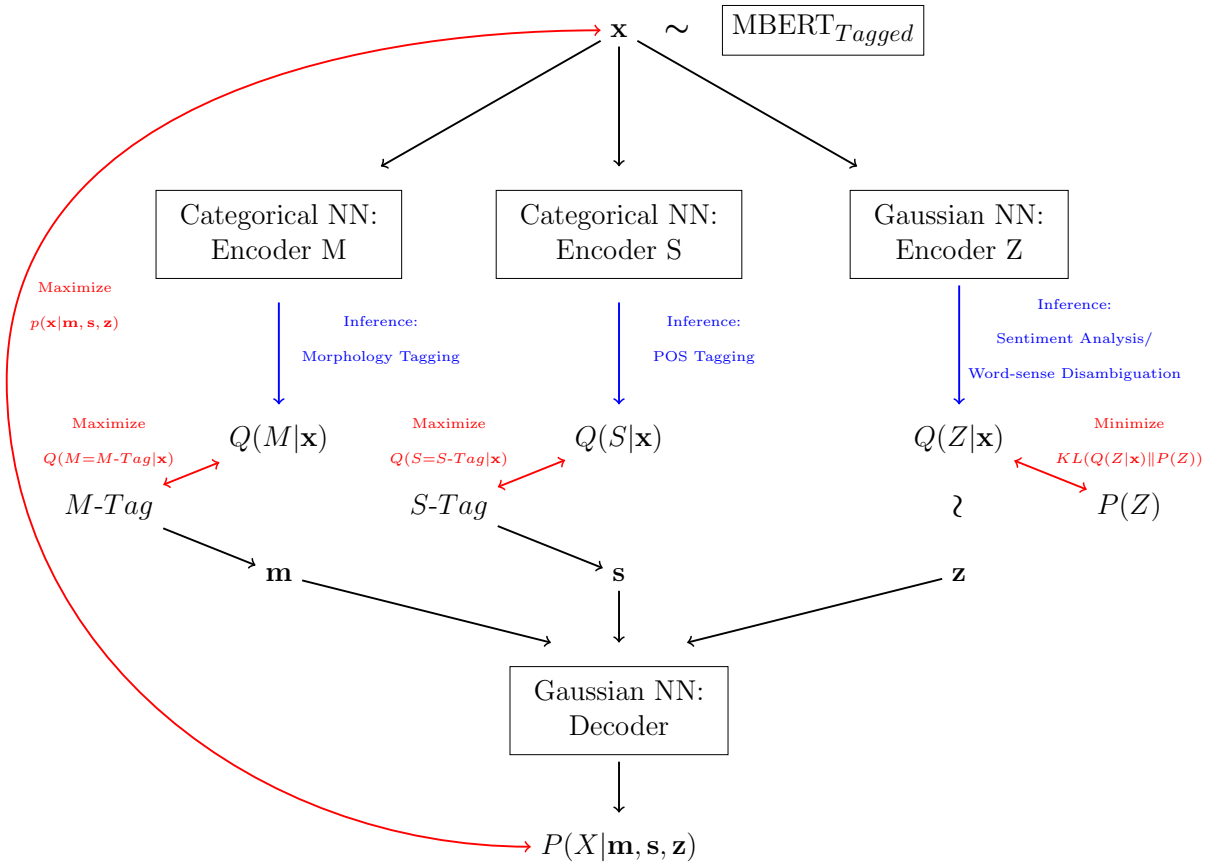 x ∼ MBERT_Tagged
Categorical NN:
Encoder M
Categorical NN:
Encoder S
Gaussian NN:
Encoder Z
Maximize
p(x|m, s, z)
Inference:
Morphology Tagging
Inference:
POS Tagging
Inference:
Sentiment Analysis/
Word-sense Disambiguation
Maximize
Q(M=M-Tag|x)
Q(M|x)
Maximize
Q(S=S-Tag|x)
Q(S|x)
Q(Z|x)
Minimize
KL(Q(Z|x)‖P(Z))
M-Tag
S-Tag
∼
P(Z)
m
s
z
Gaussian NN:
Decoder
P(X|m, s, z)